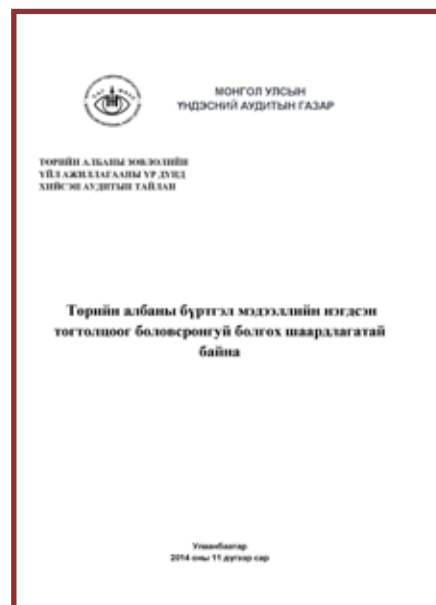 МОНГОЛ УЛСЫН
ҮНДЭСНИЙ АУДИТЫН ГАЗАР
ТӨРИЙН АЛБАНЫ ЗӨВЛӨЛИЙН
ҮЙЛ АЖИЛЛАГААНЫ ҮР ДҮНД
ХИЙСЭН АУДИТЫН ТАЙЛАН
Төрийн албаны бүртгэл мэдээллийн нэгдсэн
тогтолцоог боловсронгуй болгох шаардлагатай
байна
Улаанбаатар
2014 оны 11 дүгээр сар